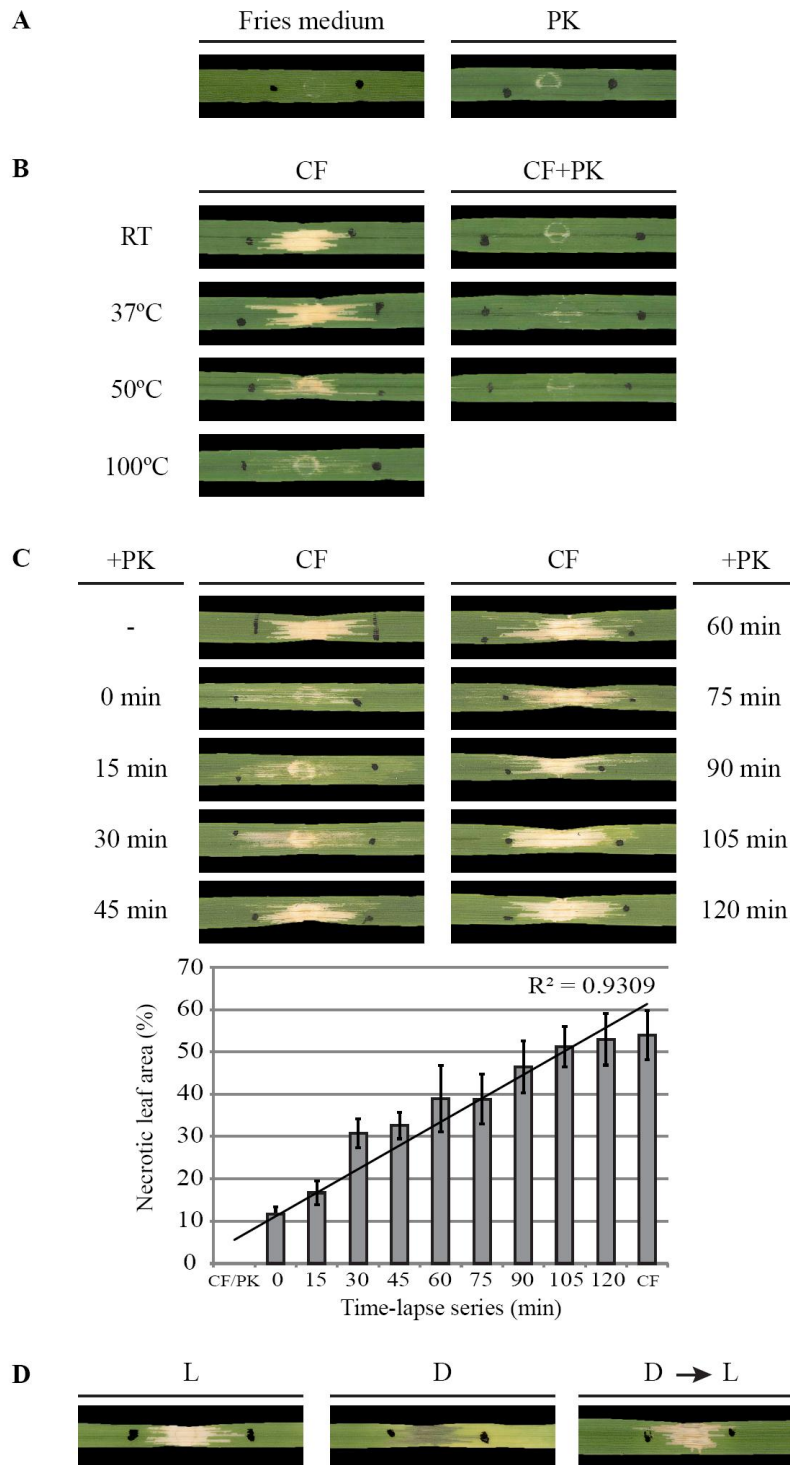 A
Fries medium PK
B
CF CF+PK
RT
37ºC
50ºC
100ºC
C
+PK CF CF +PK
- 60 min
0 min 75 min
15 min 90 min
30 min 105 min
45 min 120 min
70
R² = 0.9309
60
50
40
30
20
10
0
Necrotic leaf area (%)
CF/PK 0 15 30 45 60 75 90 105 120 CF
Time-lapse series (min)
D
L D D → L